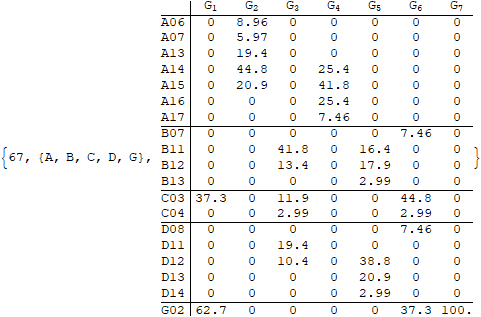 G₁ G₂ G₃ G₄ G₅ G₆ G₇
A06 0 8.96 0 0 0 0 0
A07 0 5.97 0 0 0 0 0
A13 0 19.4 0 0 0 0 0
A14 0 44.8 0 25.4 0 0 0
A15 0 20.9 0 41.8 0 0 0
A16 0 0 0 25.4 0 0 0
A17 0 0 0 7.46 0 0 0
B07 0 0 0 0 0 7.46 0
{67, {A, B, C, D, G}, B11 0 0 41.8 0 16.4 0 0 }
B12 0 0 13.4 0 17.9 0 0
B13 0 0 0 0 2.99 0 0
C03 37.3 0 11.9 0 0 44.8 0
C04 0 0 2.99 0 0 2.99 0
D08 0 0 0 0 0 7.46 0
D11 0 0 19.4 0 0 0 0
D12 0 0 10.4 0 38.8 0 0
D13 0 0 0 0 20.9 0 0
D14 0 0 0 0 2.99 0 0
G02 62.7 0 0 0 0 37.3 100.